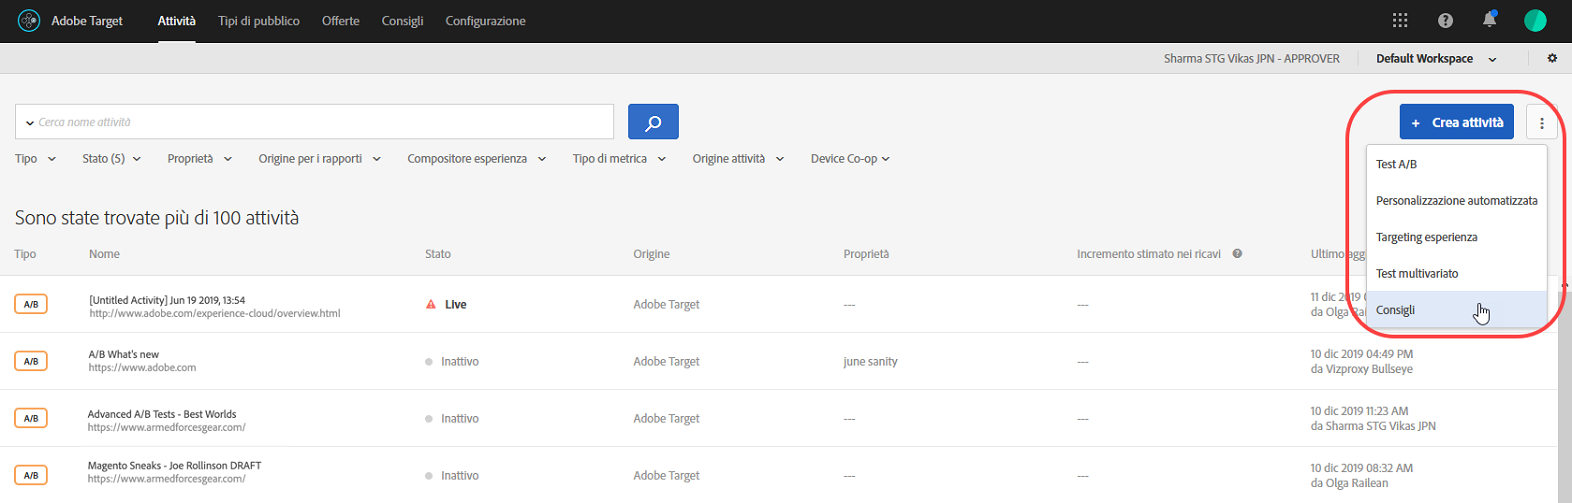 Adobe Target Attività Tipi di pubblico Offerte Consigli Configurazione
Sharma STG Vikas JPN - APPROVER Default Workspace
Cerca nome attività
+ Crea attività
Tipo Stato (5) Proprietà Origine per i rapporti Compositore esperienza Tipo di metrica Origine attività Device Co-op
Test A/B
Personalizzazione automatizzata
Targeting esperienza
Test multivariato
Consigli
Sono state trovate più di 100 attività
Tipo Nome Stato Origine Proprietà Incremento stimato nei ricavi Ultimo
A/B [Untitled Activity] Jun 19 2019, 13:54 Live Adobe Target --- --- 11 dic 2019
http://www.adobe.com/experience-cloud/overview.html da Olga
A/B A/B What's new Inattivo Adobe Target june sanity --- 10 dic 2019 04:49 PM
https://www.adobe.com da Vizproxy Bullseye
A/B Advanced A/B Tests - Best Worlds Inattivo Adobe Target --- --- 10 dic 2019 11:23 AM
https://www.armedforcesgear.com/ da Sharma STG Vikas JPN
A/B Magento Sneaks - Joe Rollinson DRAFT Inattivo Adobe Target --- --- 10 dic 2019 08:32 AM
https://www.armedforcesgear.com/ da Olga Railean